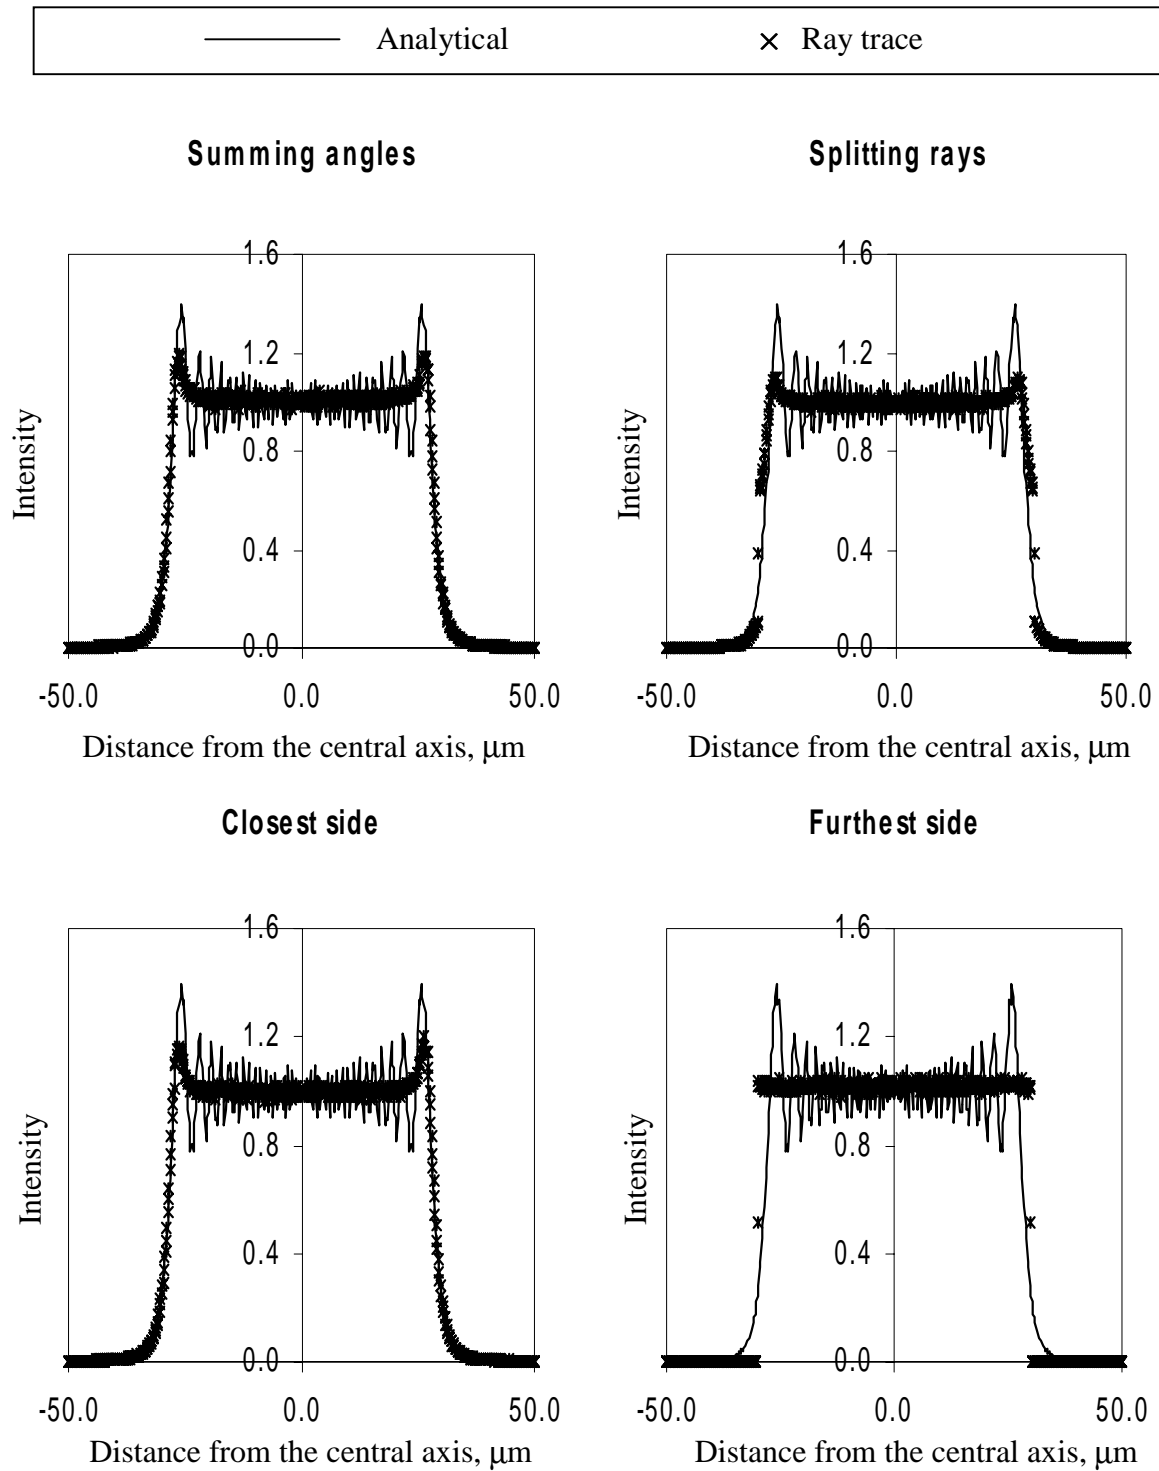 Analytical
Ray trace
Summing angles
Splitting rays
1.6
1.2
0.8
0.4
0.0
-50.0 0.0 50.0
Intensity
Distance from the central axis, μm
1.6
1.2
0.8
0.4
0.0
-50.0 0.0 50.0
Intensity
Distance from the central axis, μm
Closest side
Furthest side
1.6
1.2
0.8
0.4
0.0
-50.0 0.0 50.0
Intensity
Distance from the central axis, μm
1.6
1.2
0.8
0.4
0.0
-50.0 0.0 50.0
Intensity
Distance from the central axis, μm